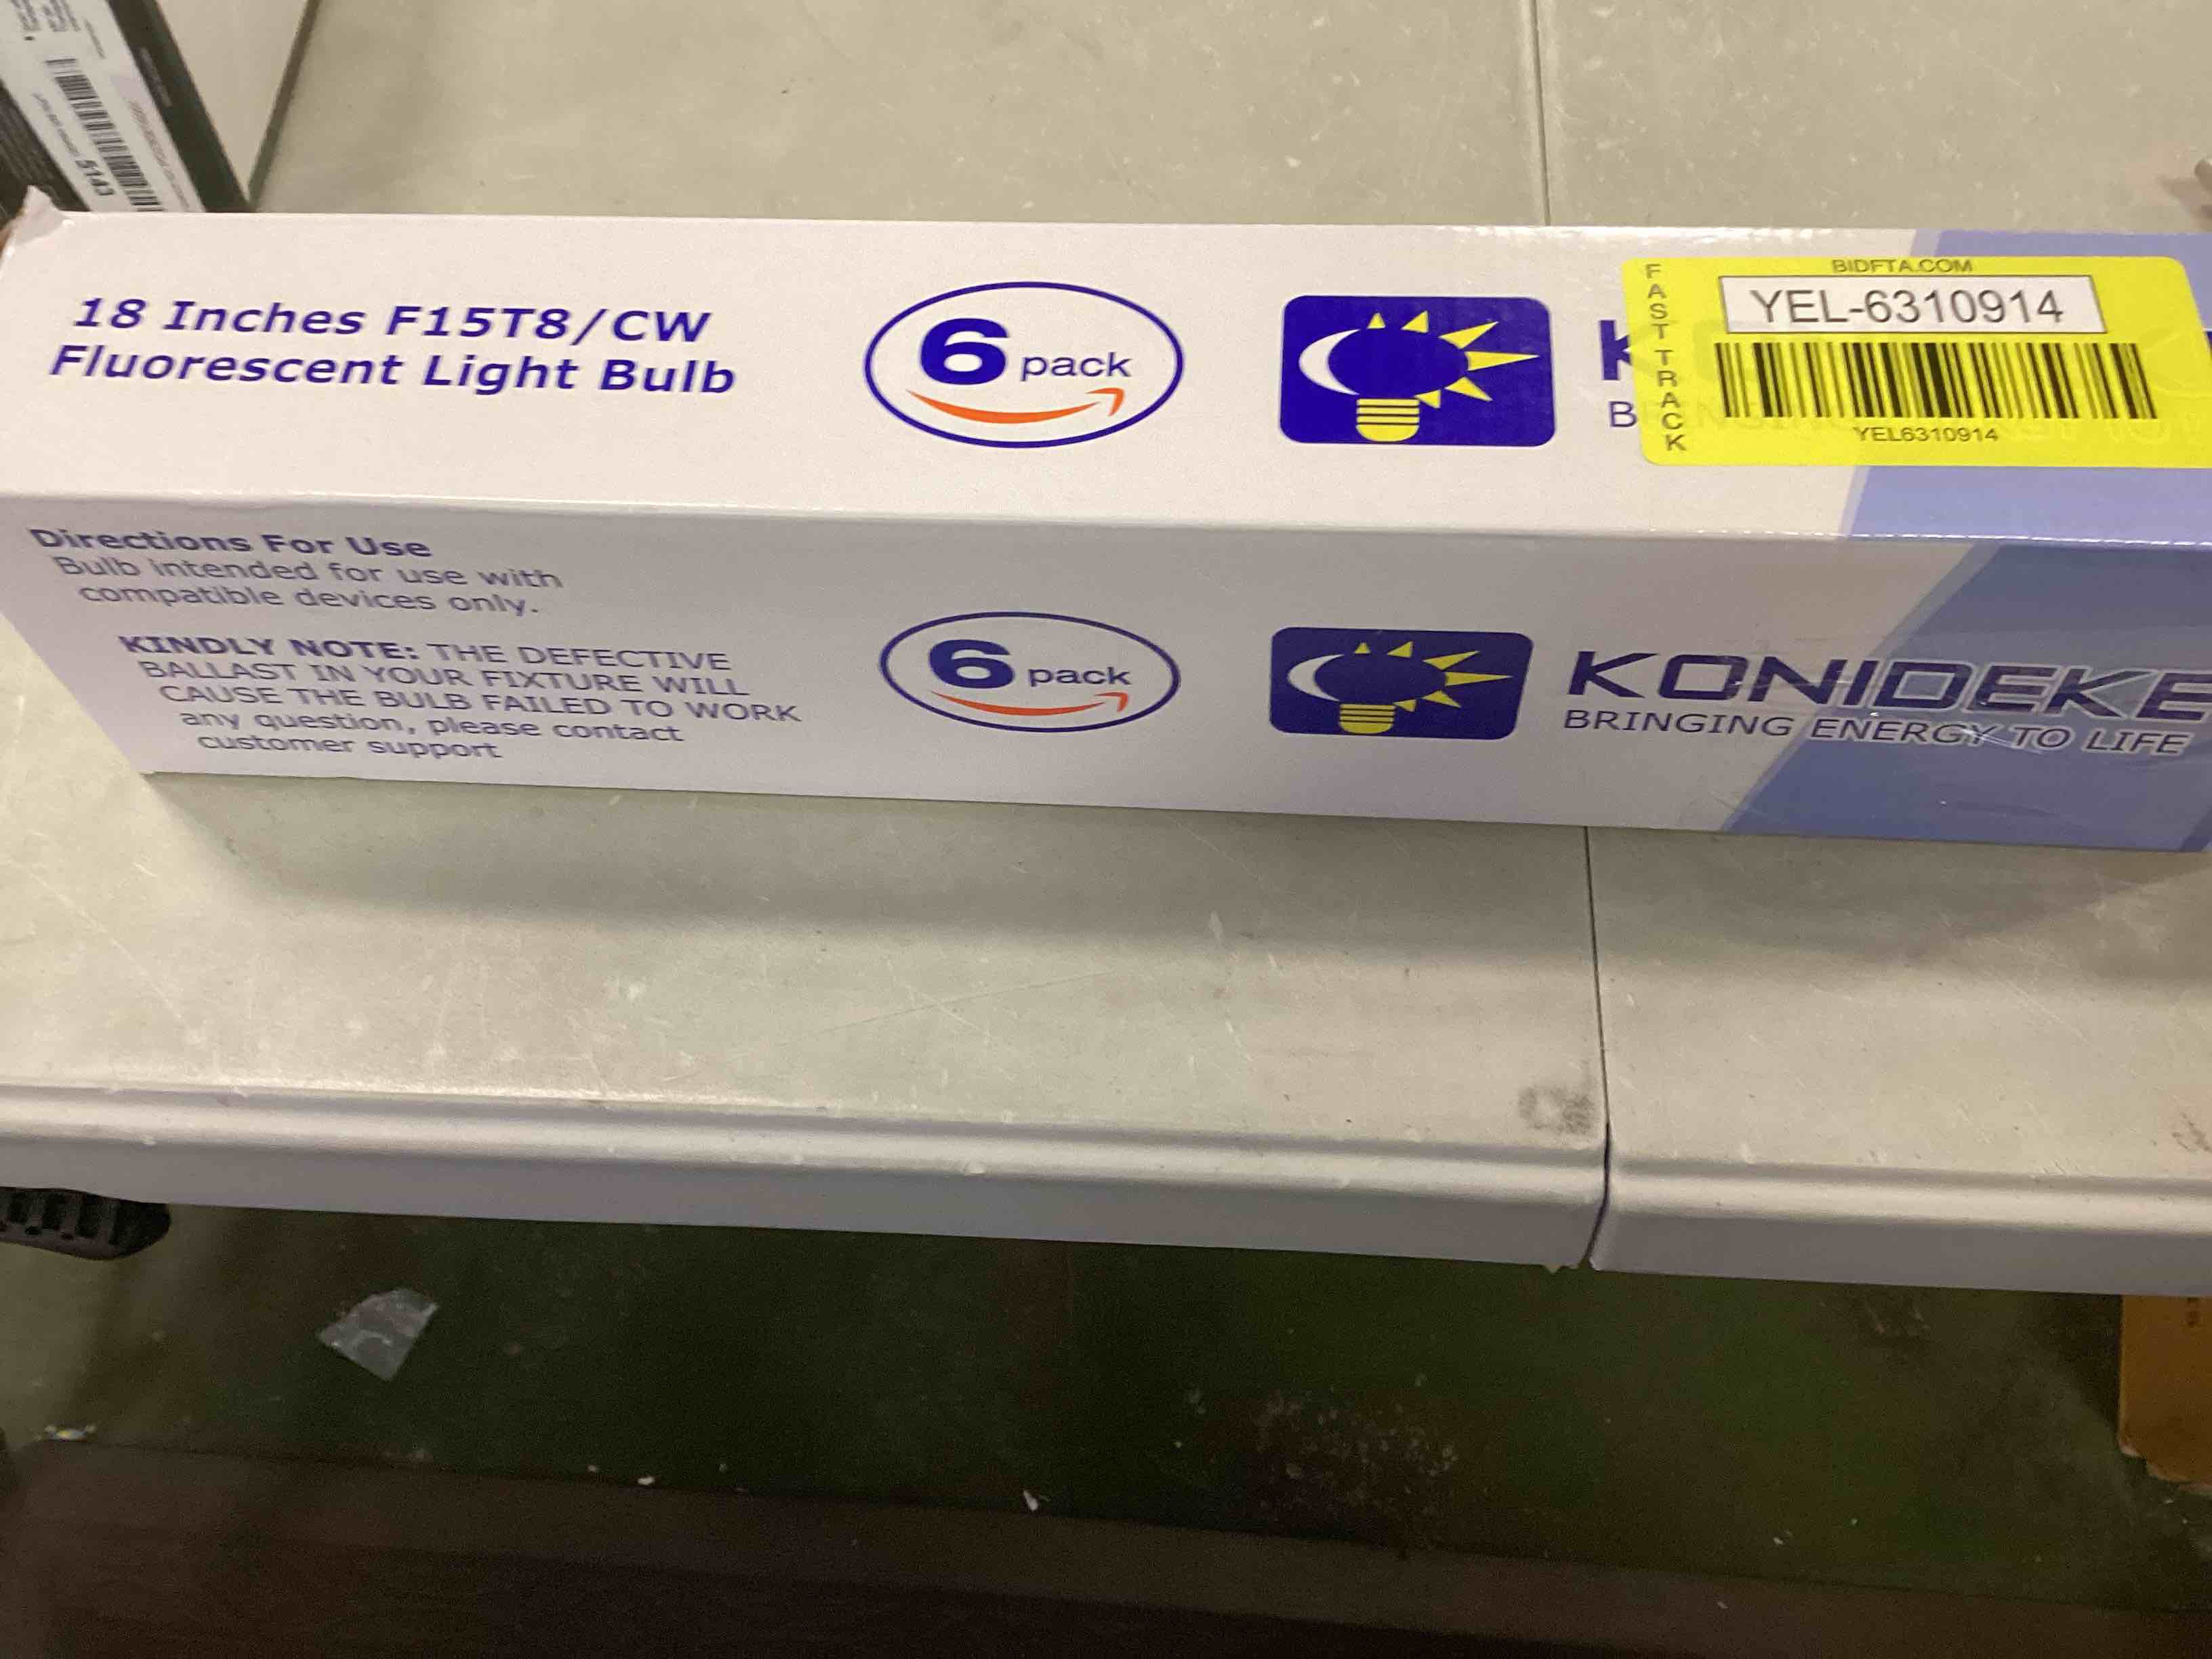 5143
18 Inches F15T8/CW
Fluorescent Light Bulb
6 pack
K
B
FAST TRACK
BIDFTA.COM
YEL-6310914
YEL6310914
Directions For Use
Bulb intended for use with
compatible devices only.
KINDLY NOTE: THE DEFECTIVE
BALLAST IN YOUR FIXTURE WILL
CAUSE THE BULB FAILED TO WORK
any question, please contact
customer support
6 pack
KONIDEKE
BRINGING ENERGY TO LIFE